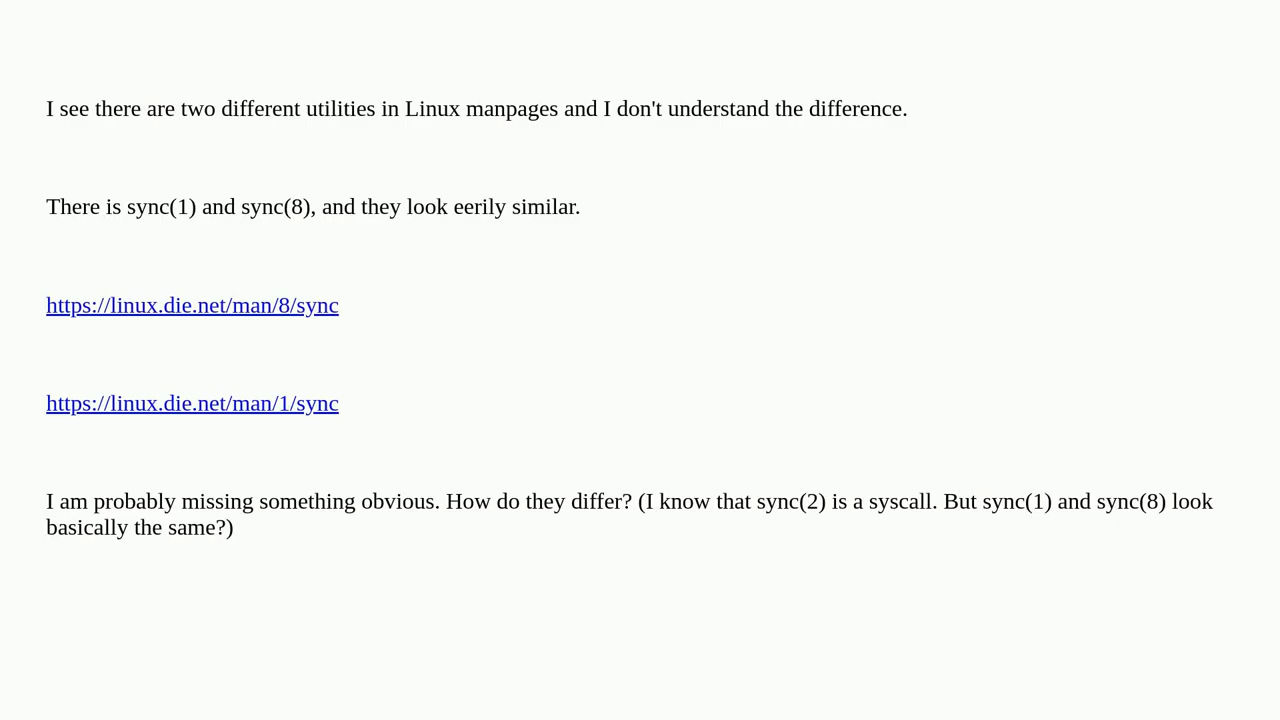 I see there are two different utilities in Linux manpages and I don't understand the difference.
There is sync(1) and sync(8), and they look eerily similar.
https://linux.die.net/man/8/sync
https://linux.die.net/man/1/sync
I am probably missing something obvious. How do they differ? (I know that sync(2) is a syscall. But sync(1) and sync(8) look
basically the same?)